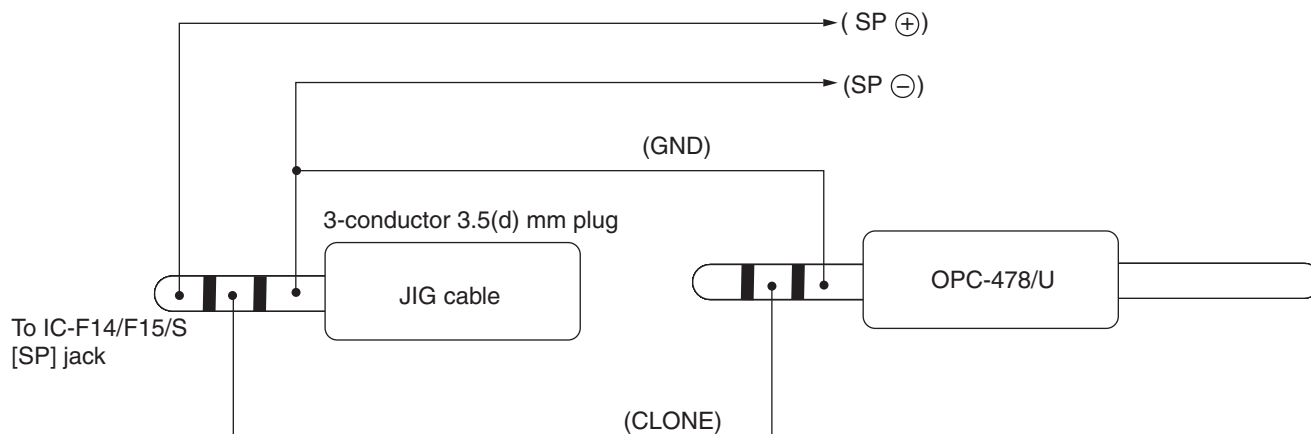 ( SP ⊕)
(SP ⊖)
(GND)
3-conductor 3.5(d) mm plug
JIG cable
OPC-478/U
To IC-F14/F15/S
[SP] jack
(CLONE)